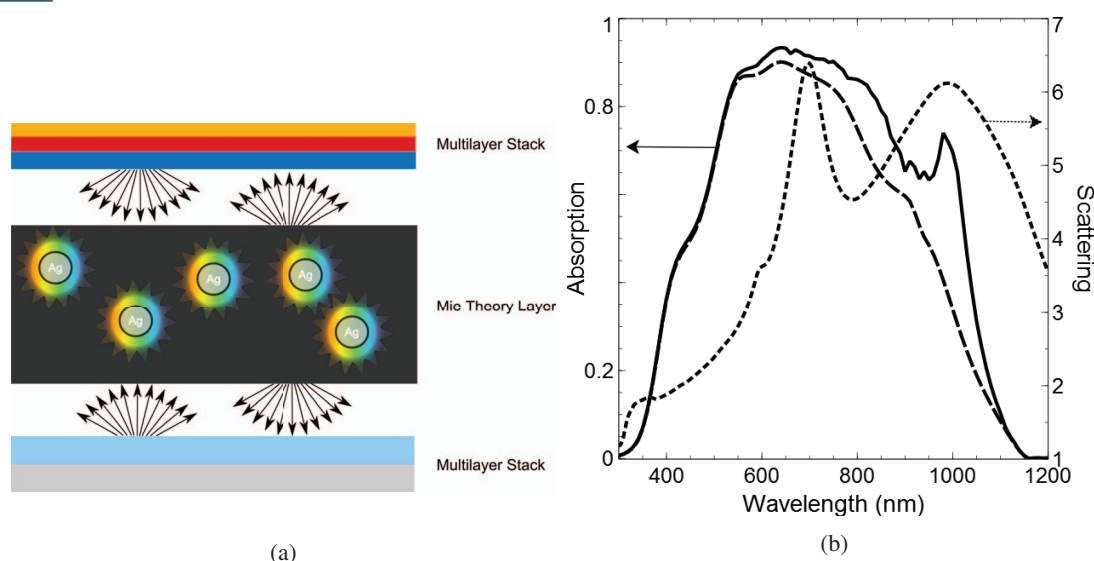 Multilayer Stack
Ag
Ag
Ag
Ag
Ag
Mie Theory Layer
Multilayer Stack
(a)
1
0.8
0.2
0
Absorption
400
600
800
1000
1200
Wavelength (nm)
7
6
5
4
3
2
1
Scattering
(b)